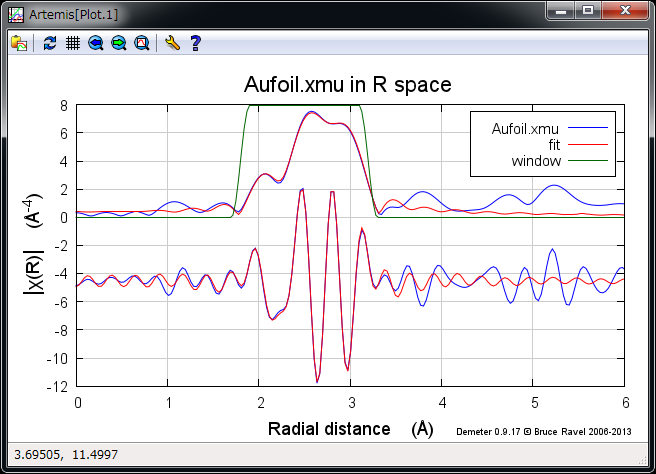 Artemis[Plot.1]
Aufoil.xmu in R space
Aufoil.xmu
fit
window
8
6
4
2
0
-2
-4
-6
-8
-10
-12
|χ(R)| (Å-4)
0 1 2 3 4 5 6
Radial distance (Å)
Demeter 0.9.17 © Bruce Ravel 2006-2013
3.69505, 11.4997